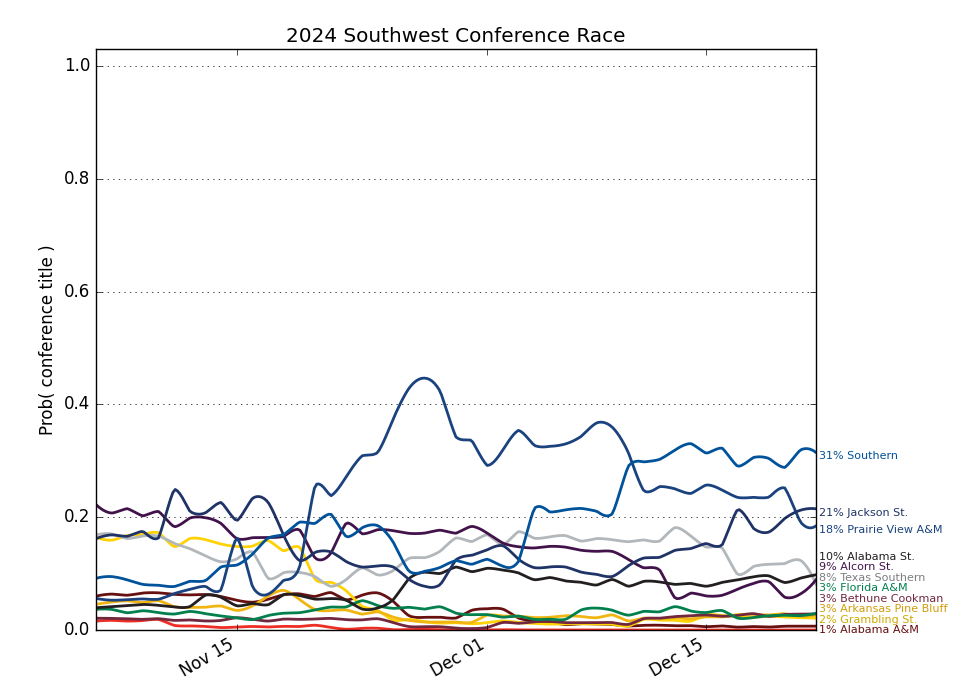 2024 Southwest Conference Race
Prob( conference title )
1.0
0.8
0.6
0.4
0.2
0.0
Nov 15
Dec 01
Dec 15
31% Southern
21% Jackson St.
18% Prairie View A&M
10% Alabama St.
9% Alcorn St.
8% Texas Southern
3% Florida A&M
3% Bethune Cookman
3% Arkansas Pine Bluff
2% Grambling St.
1% Alabama A&M